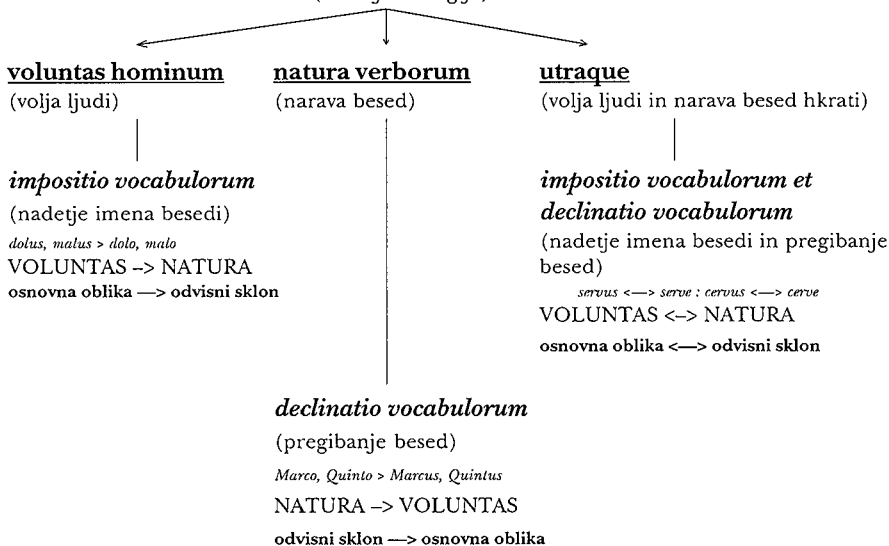 voluntas hominum
(volja ljudi)
impositio vocabulorum
(nadetje imena besedi)
dolus, malus > dolo, malo
VOLUNTAS –> NATURA
osnovna oblika —> odvisni sklon
natura verborum
(narava besed)
declinatio vocabulorum
(pregibanje besed)
Marco, Quinto > Marcus, Quintus
NATURA –> VOLUNTAS
odvisni sklon —> osnovna oblika
utraque
(volja ljudi in narava besed hkrati)
impositio vocabulorum et
declinatio vocabulorum
(nadetje imena besedi in pregibanje
besed)
servus <—> serve : cervus <—> cerve
VOLUNTAS <–> NATURA
osnovna oblika <—> odvisni sklon